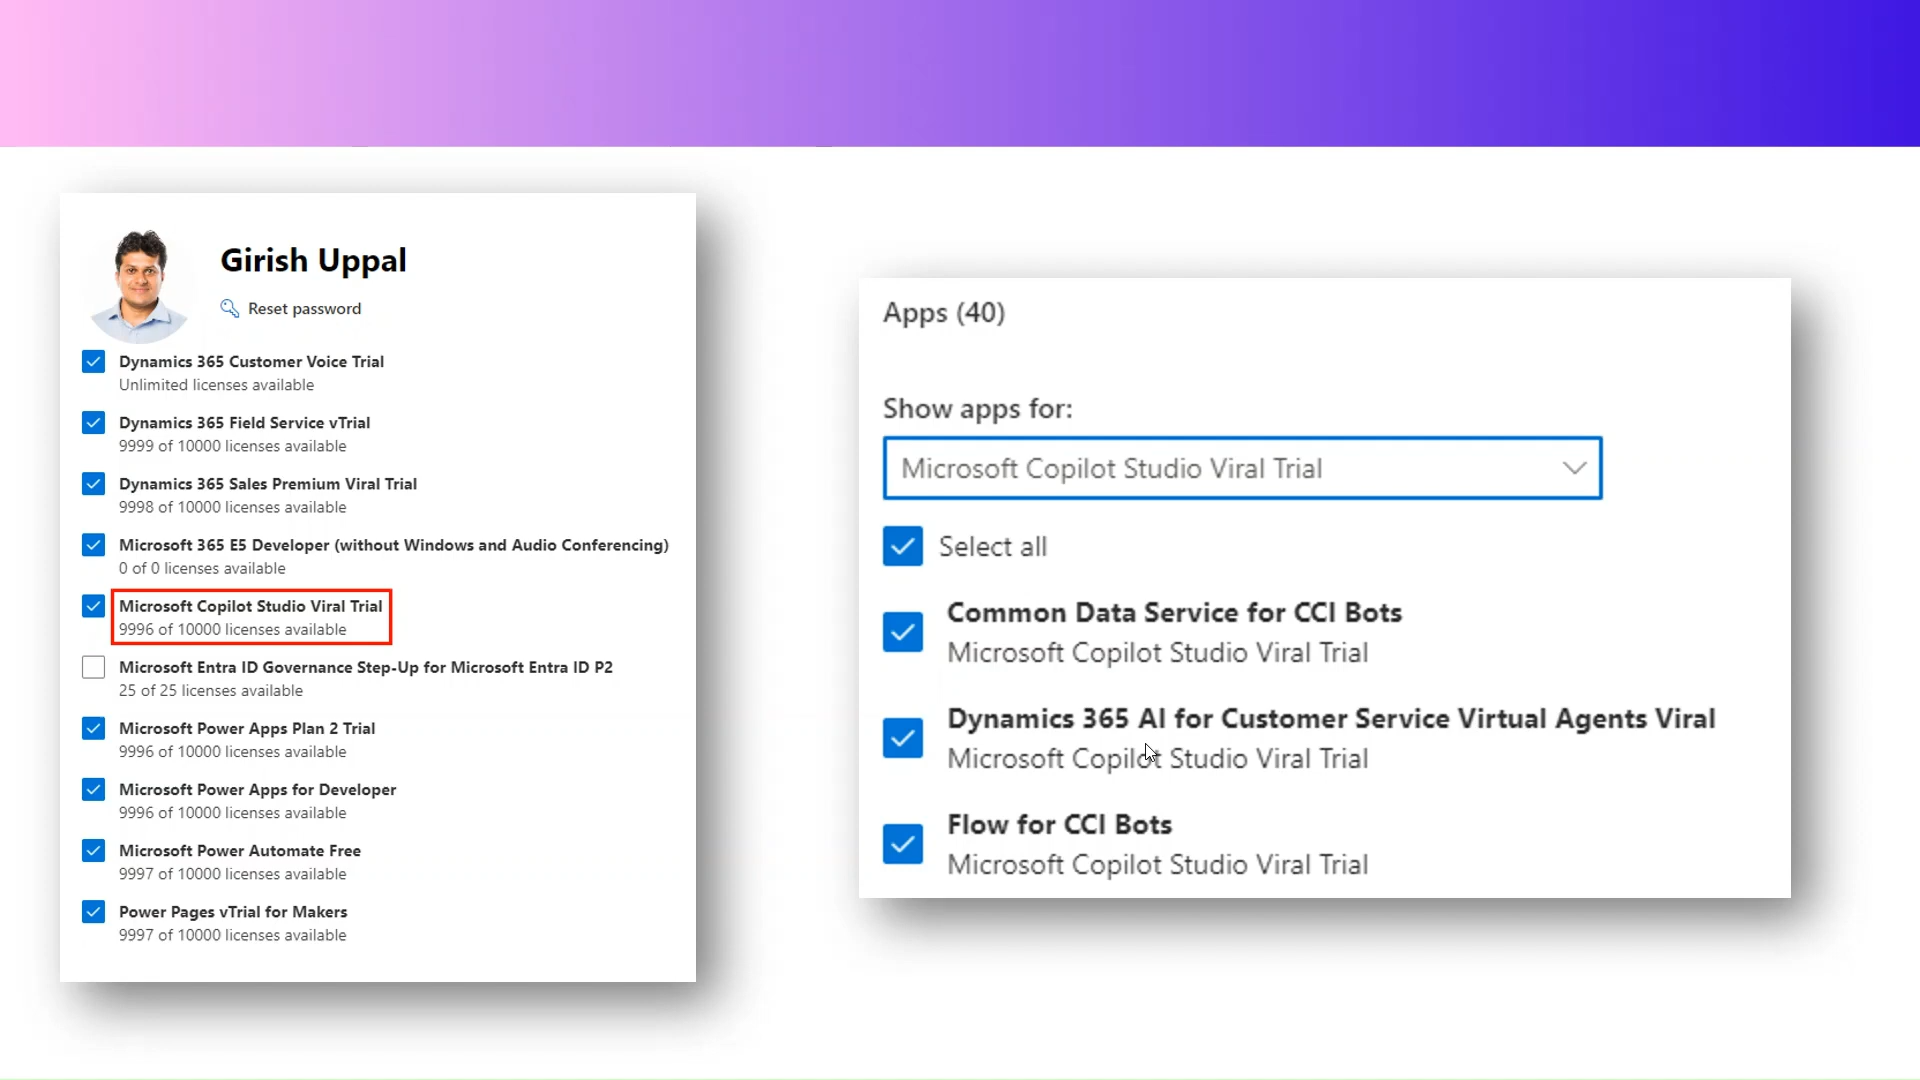 Girish Uppal
Reset password
Dynamics 365 Customer Voice Trial
Unlimited licenses available
Dynamics 365 Field Service vTrial
9999 of 10000 licenses available
Dynamics 365 Sales Premium Viral Trial
9998 of 10000 licenses available
Microsoft 365 E5 Developer (without Windows and Audio Conferencing)
0 of 0 licenses available
Microsoft Copilot Studio Viral Trial
9996 of 10000 licenses available
Microsoft Entra ID Governance Step-Up for Microsoft Entra ID P2
25 of 25 licenses available
Microsoft Power Apps Plan 2 Trial
9996 of 10000 licenses available
Microsoft Power Apps for Developer
9996 of 10000 licenses available
Microsoft Power Automate Free
9997 of 10000 licenses available
Power Pages vTrial for Makers
9997 of 10000 licenses available
Apps (40)
Show apps for:
Microsoft Copilot Studio Viral Trial
Select all
Common Data Service for CCI Bots
Microsoft Copilot Studio Viral Trial
Dynamics 365 AI for Customer Service Virtual Agents Viral
Microsoft Copilot Studio Viral Trial
Flow for CCI Bots
Microsoft Copilot Studio Viral Trial